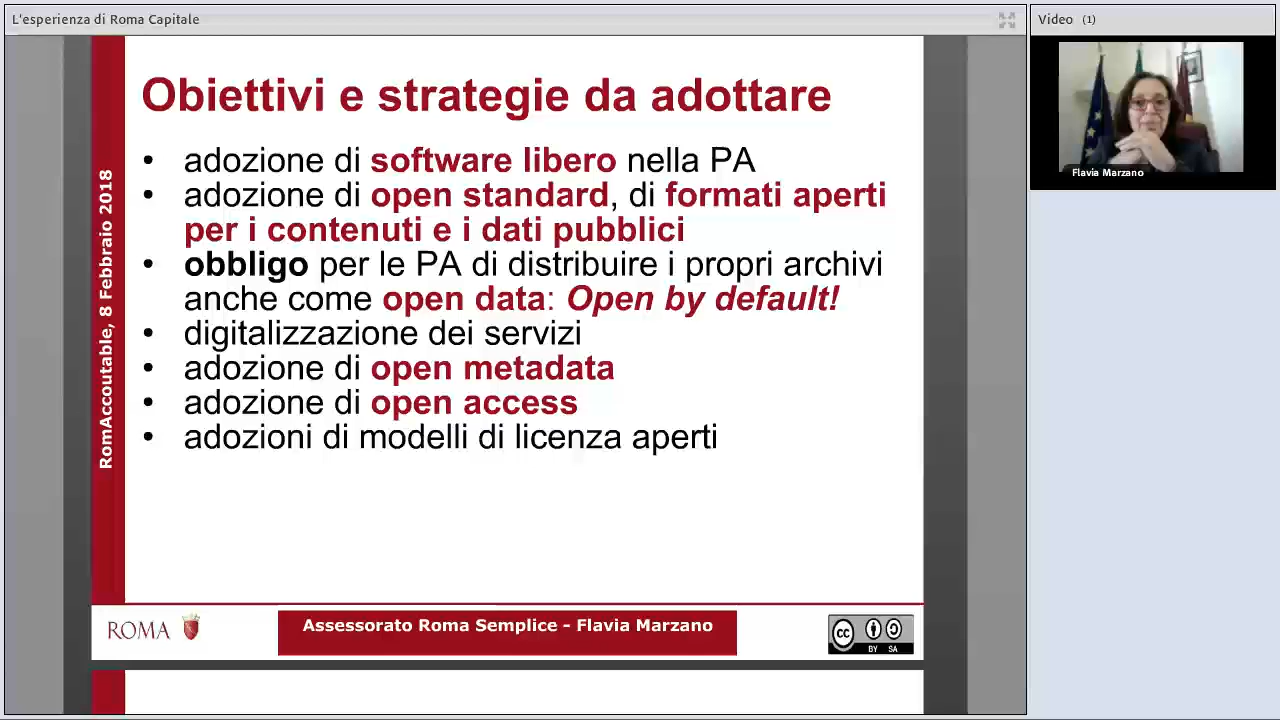 L'esperienza di Roma Capitale
Video (1)
Flavia Marzano
RomAccoutable, 8 Febbraio 2018
Obiettivi e strategie da adottare
• adozione di software libero nella PA
• adozione di open standard, di formati aperti
per i contenuti e i dati pubblici
• obbligo per le PA di distribuire i propri archivi
anche come open data: Open by default!
• digitalizzazione dei servizi
• adozione di open metadata
• adozione di open access
• adozioni di modelli di licenza aperti
ROMA
Assessorato Roma Semplice - Flavia Marzano
cc
BY SA